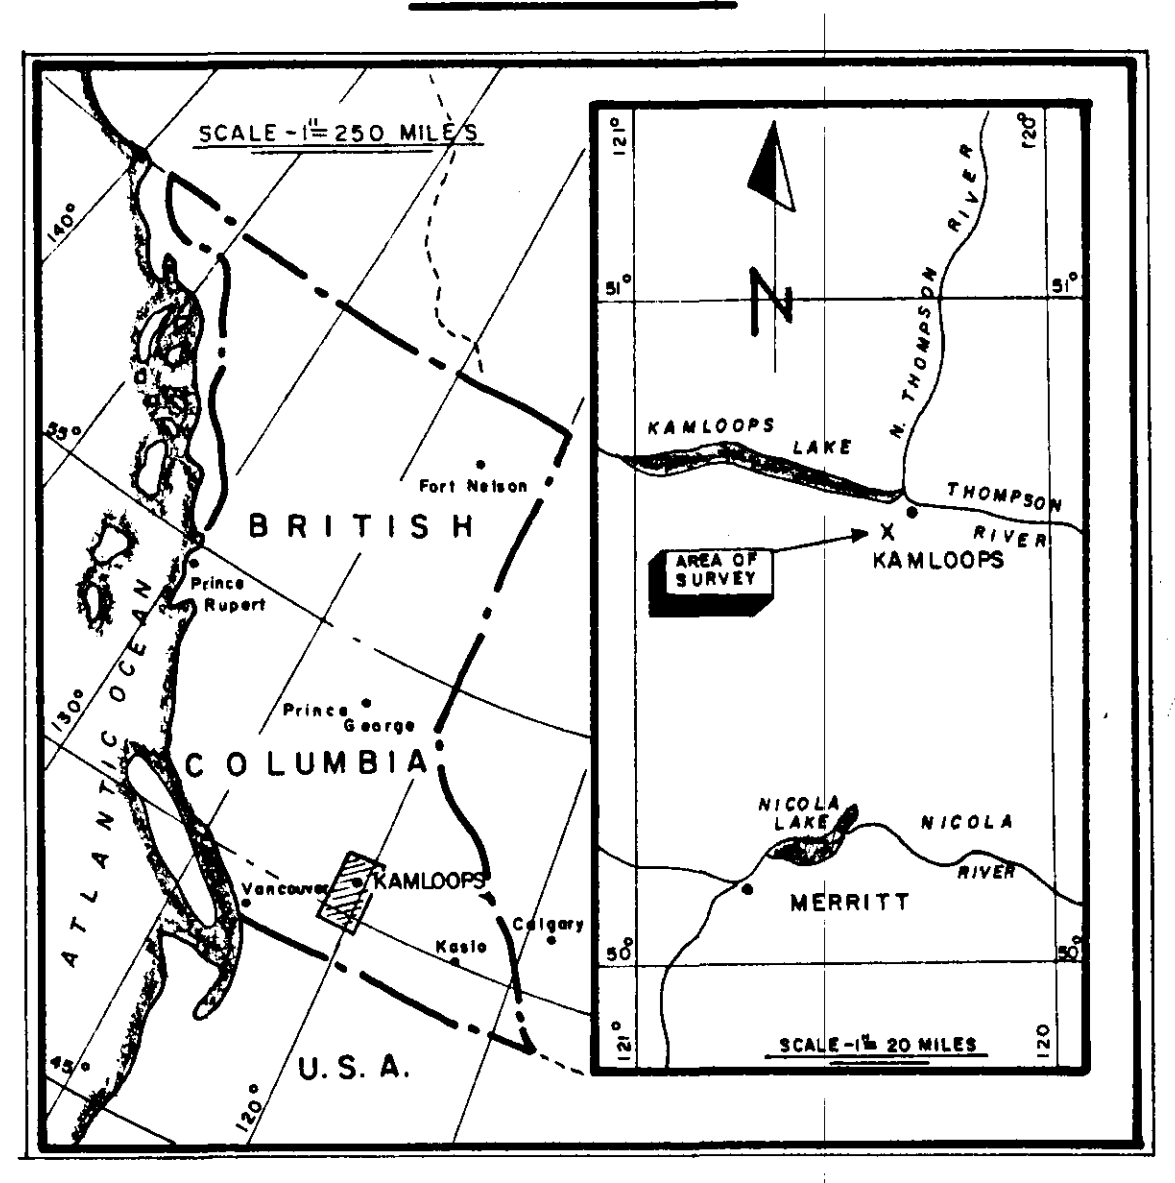 SCALE - 1" = 250 MILES
140°
55°
Fort Nelson
BRITISH
Prince
Rupert
ATLANTIC OCEAN
130°
Prince
George
COLUMBIA
Vancouver
KAMLOOPS
Calgary
Kaslo
45°
U.S.A.
120°
121°
120°
N. THOMPSON RIVER
51°
51°
N
KAMLOOPS LAKE
THOMPSON
RIVER
X
KAMLOOPS
AREA OF
SURVEY
NICOLA
LAKE
NICOLA
RIVER
MERRITT
50°
50°
121°
120
SCALE - 1" = 20 MILES